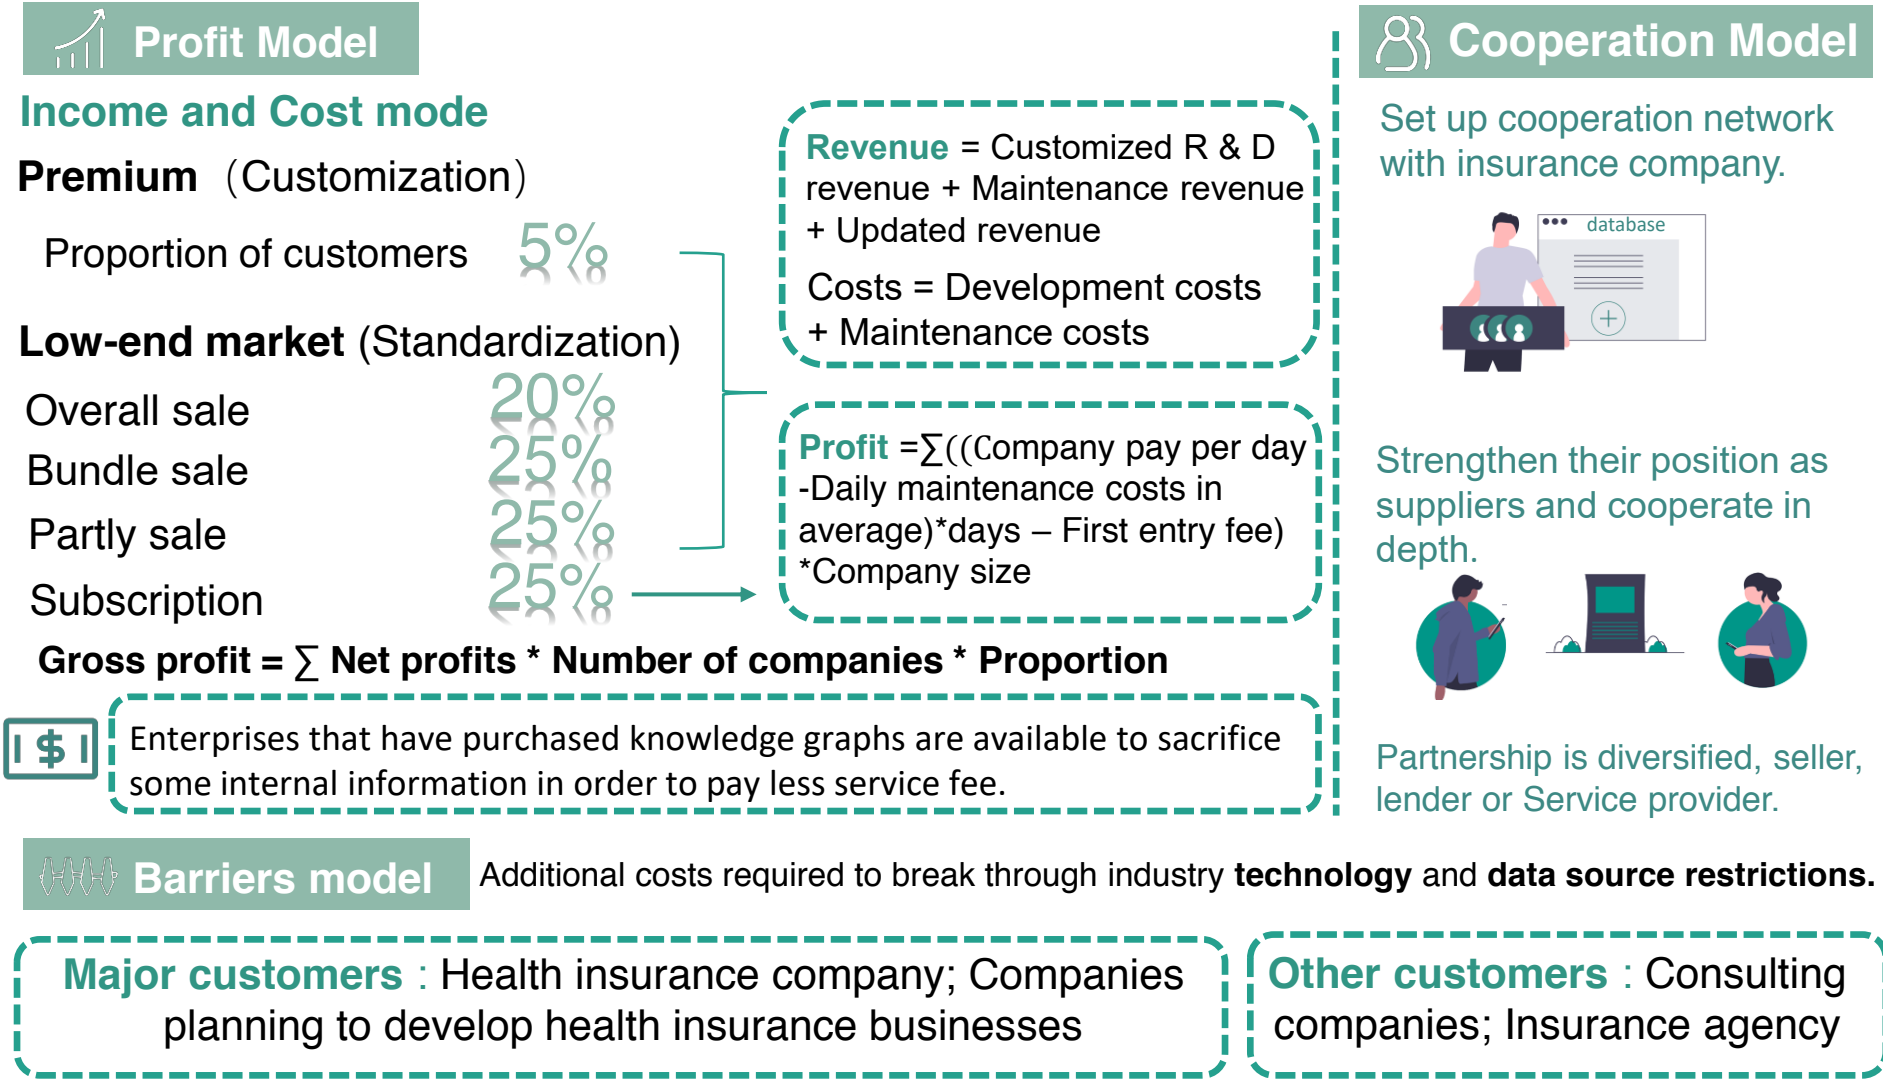 Profit Model
Income and Cost mode
Premium （Customization）
Proportion of customers 5%
Low-end market (Standardization)
Overall sale 20%
Bundle sale 25%
Partly sale 25%
Subscription 25%
Revenue = Customized R & D
revenue + Maintenance revenue
+ Updated revenue
Costs = Development costs
+ Maintenance costs
Profit =∑((Company pay per day
-Daily maintenance costs in
average)*days – First entry fee)
*Company size
Gross profit = ∑ Net profits * Number of companies * Proportion
$
Enterprises that have purchased knowledge graphs are available to sacrifice
some internal information in order to pay less service fee.
Cooperation Model
Set up cooperation network
with insurance company.
database
Strengthen their position as
suppliers and cooperate in
depth.
Partnership is diversified, seller,
lender or Service provider.
Barriers model
Additional costs required to break through industry technology and data source restrictions.
Major customers : Health insurance company; Companies
planning to develop health insurance businesses
Other customers : Consulting
companies; Insurance agency